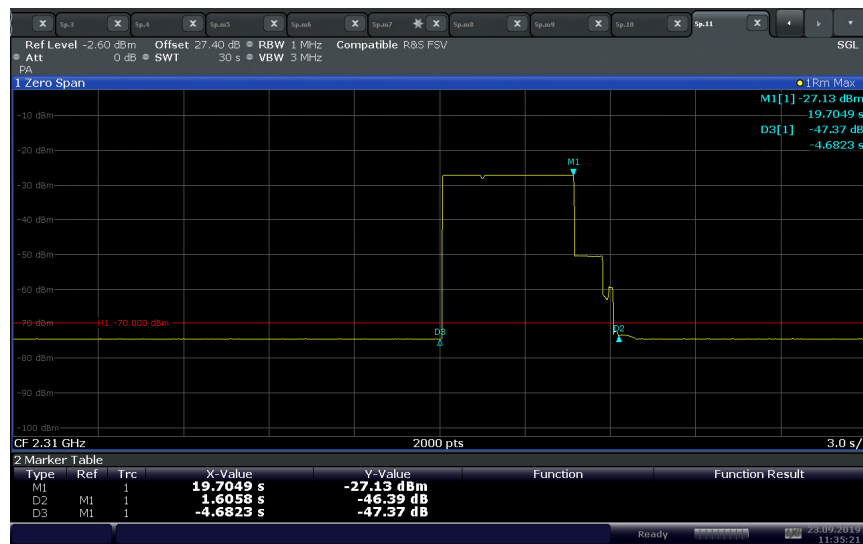 Sp.3 Sp.4 Sp.m5 Sp.m6 Sp.m7 Sp.m8 Sp.m9 Sp.10 Sp.11
Ref Level -2.60 dBm Offset 27.40 dB RBW 1 MHz Compatible R&S FSV SGL
Att 0 dB SWT 30 s VBW 3 MHz
PA
1 Zero Span 1Rm Max
M1[1] -27.13 dBm
-10 dBm 19.7049 s
D3[1] -47.37 dB
-4.6823 s
-20 dBm
M1
-30 dBm
-40 dBm
-50 dBm
-60 dBm
-70 dBm H1 -70.000 dBm
D3 D2
-80 dBm
-90 dBm
-100 dBm
CF 2.31 GHz 2000 pts 3.0 s/
2 Marker Table
Type Ref Trc X-Value Y-Value Function Function Result
M1 1 19.7049 s -27.13 dBm
D2 M1 1 1.6058 s -46.39 dB
D3 M1 1 -4.6823 s -47.37 dB
Ready 23.09.2019
11:35:21